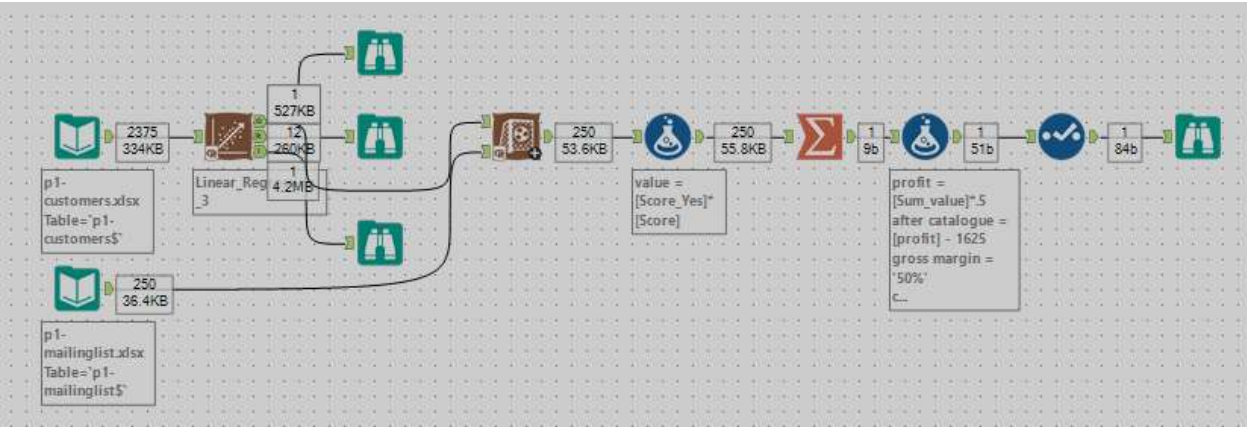 1
527KB
2375
334KB
12
260KB
1
4.2MB
250
53.6KB
250
55.8KB
1
9b
1
51b
1
84b
p1-
customers.xlsx
Table=`p1-
customers$`
Linear_Reg
_3
value =
[Score_Yes]*
[Score]
profit =
[Sum_value]*.5
after catalogue =
[profit] - 1625
gross margin =
'50%'
c...
250
36.4KB
p1-
mailinglist.xlsx
Table=`p1-
mailinglist$`